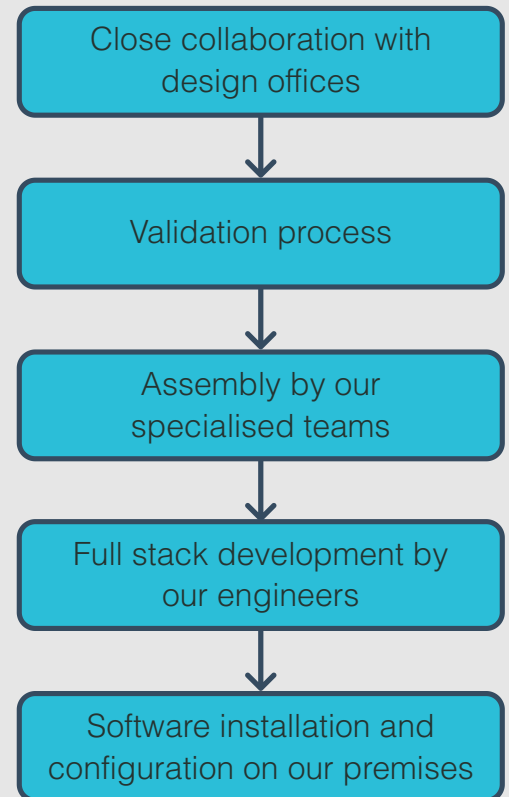 Close collaboration with
design offices
Validation process
Assembly by our
specialised teams
Full stack development by
our engineers
Software installation and
configuration on our premises